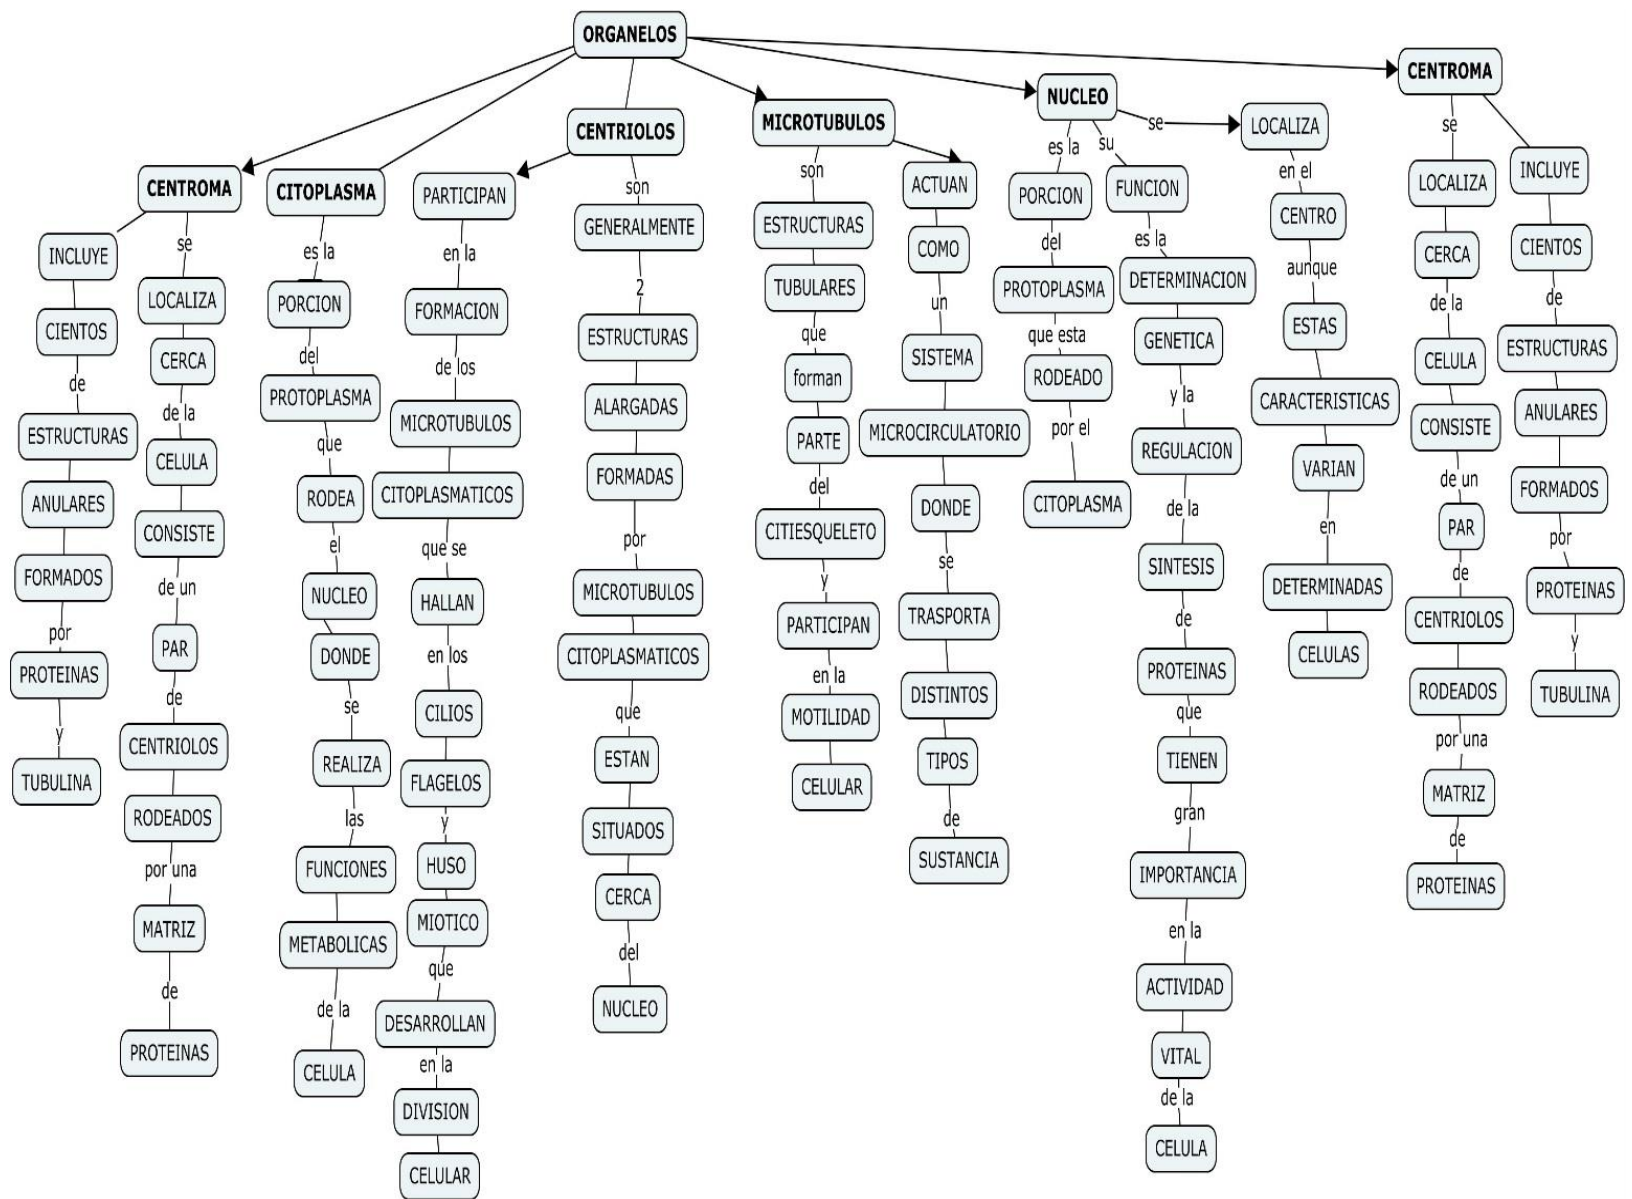 ORGANELOS
CENTROMA
INCLUYE
CIENTOS
de
ESTRUCTURAS
ANULARES
FORMADOS
por
PROTEINAS
y
TUBULINA
se
LOCALIZA
CERCA
de la
CELULA
CONSISTE
de un
PAR
de
CENTRIOLOS
RODEADOS
por una
MATRIZ
de
PROTEINAS
CITOPLASMA
es la
PORCION
del
PROTOPLASMA
que
RODEA
el
NUCLEO
DONDE
se
REALIZA
las
FUNCIONES
METABOLICAS
de la
CELULA
CENTRIOLOS
PARTICIPAN
en la
FORMACION
de los
MICROTUBULOS
CITOPLASMATICOS
que se
HALLAN
en los
CILIOS
FLAGELOS
y
HUSO
MIOTICO
que
DESARROLLAN
en la
DIVISION
CELULAR
son
GENERALMENTE
2
ESTRUCTURAS
ALARGADAS
FORMADAS
por
MICROTUBULOS
CITOPLASMATICOS
que
ESTAN
SITUADOS
CERCA
del
NUCLEO
MICROTUBULOS
son
ESTRUCTURAS
TUBULARES
que
forman
PARTE
del
CITIESQUELETO
y
PARTICIPAN
en la
MOTILIDAD
CELULAR
ACTUAN
COMO
un
SISTEMA
MICROCIRCULATORIO
DONDE
se
TRASPORTA
DISTINTOS
TIPOS
de
SUSTANCIA
NUCLEO
es la
PORCION
del
PROTOPLASMA
que esta
RODEADO
por el
CITOPLASMA
su
FUNCION
es la
DETERMINACION
GENETICA
y la
REGULACION
de la
SINTESIS
de
PROTEINAS
que
TIENEN
gran
IMPORTANCIA
en la
ACTIVIDAD
VITAL
de la
CELULA
se
LOCALIZA
en el
CENTRO
aunque
ESTAS
CARACTERISTICAS
VARIAN
en
DETERMINADAS
CELULAS
CENTROMA
se
LOCALIZA
CERCA
de la
CELULA
CONSISTE
de un
PAR
de
CENTRIOLOS
RODEADOS
por una
MATRIZ
de
PROTEINAS
INCLUYE
CIENTOS
de
ESTRUCTURAS
ANULARES
FORMADOS
por
PROTEINAS
y
TUBULINA